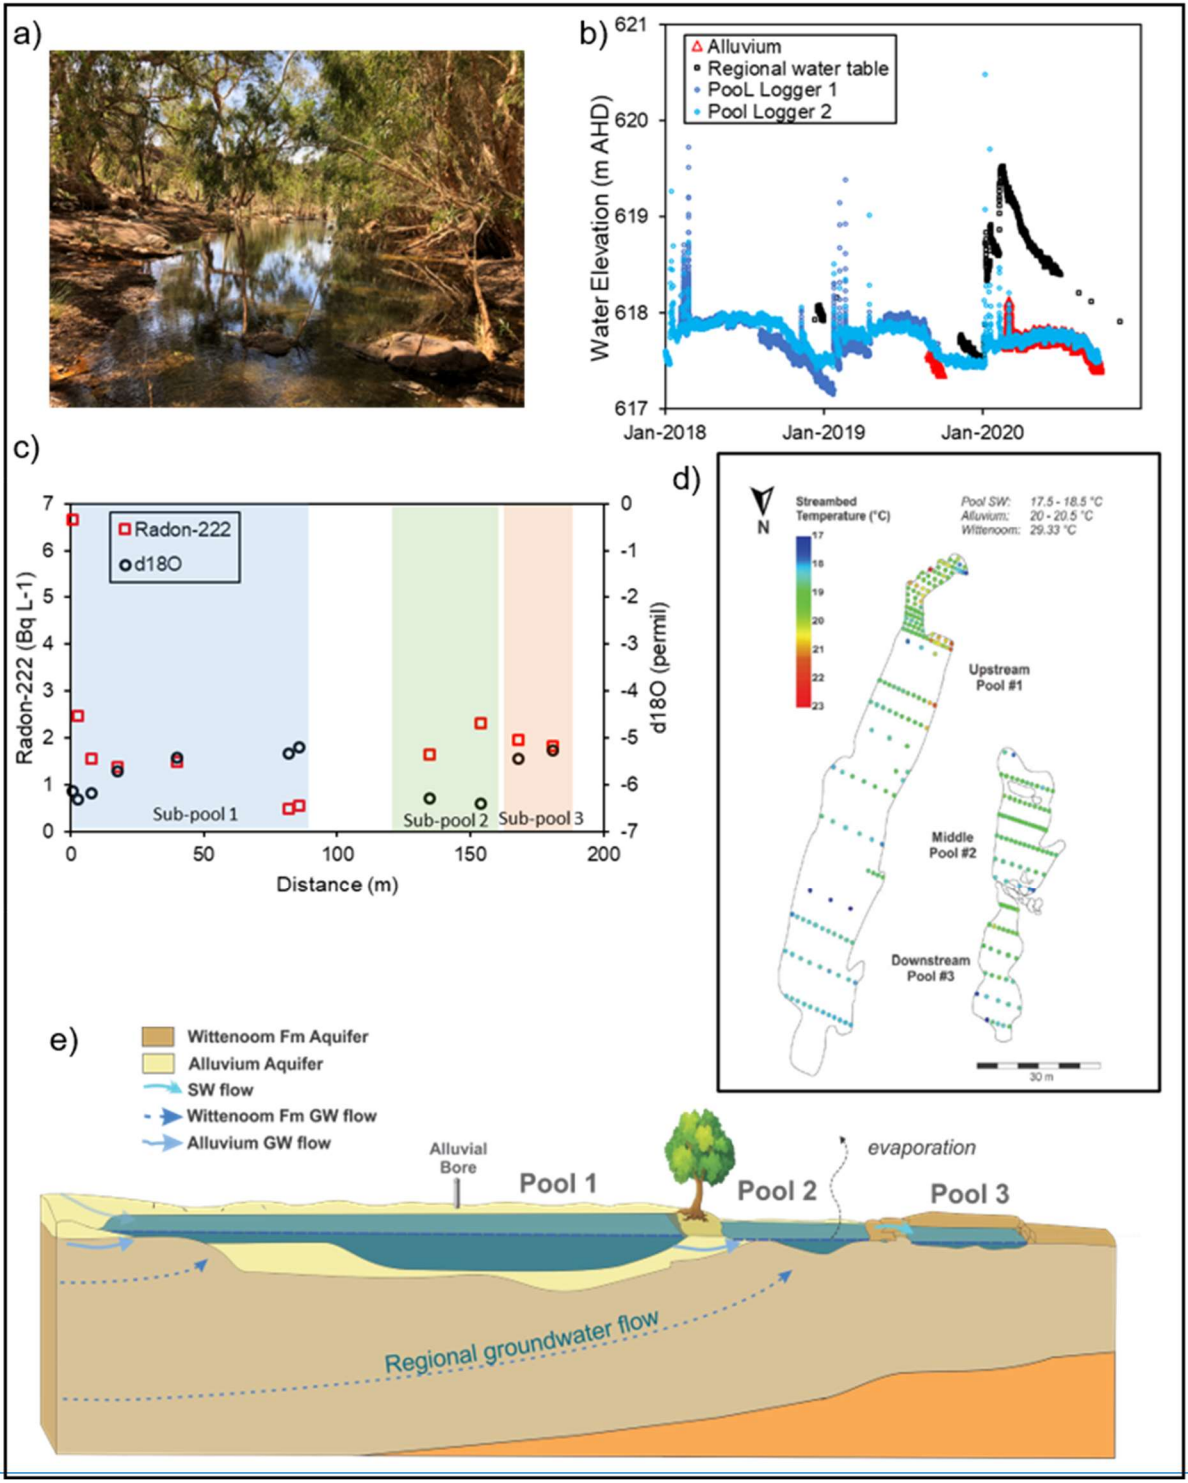 a)
b)
621
620
619
618
617
Water Elevation (m AHD)
Alluvium
Regional water table
PooL Logger 1
Pool Logger 2
Jan-2018
Jan-2019
Jan-2020
c)
7
6
5
4
3
2
1
0
Radon-222 (Bq L-1)
Radon-222
d18O
Sub-pool 1
Sub-pool 2
Sub-pool 3
0
-1
-2
-3
-4
-5
-6
-7
d18O (permil)
0
50
100
150
200
Distance (m)
d)
N
Streambed
Temperature (°C)
17
18
19
20
21
22
23
Pool SW: 17.5 - 18.5 °C
Alluvium: 20 - 20.5 °C
Wittenoom: 29.33 °C
Upstream
Pool #1
Middle
Pool #2
Downstream
Pool #3
30 m
e)
Wittenoom Fm Aquifer
Alluvium Aquifer
SW flow
Wittenoom Fm GW flow
Alluvium GW flow
Alluvial
Bore
Pool 1
Pool 2
evaporation
Pool 3
Regional groundwater flow